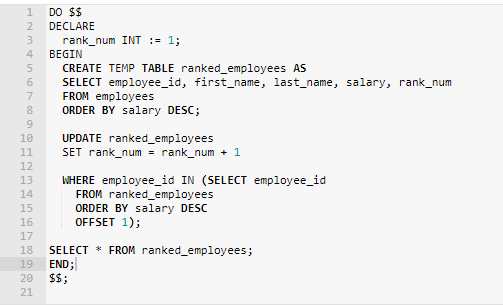 1 DO $$
2 DECLARE
3 rank_num INT := 1;
4 BEGIN
5 CREATE TEMP TABLE ranked_employees AS
6 SELECT employee_id, first_name, last_name, salary, rank_num
7 FROM employees
8 ORDER BY salary DESC;
9
10 UPDATE ranked_employees
11 SET rank_num = rank_num + 1
12
13 WHERE employee_id IN (SELECT employee_id
14 FROM ranked_employees
15 ORDER BY salary DESC
16 OFFSET 1);
17
18 SELECT * FROM ranked_employees;
19 END;
20 $$;
21